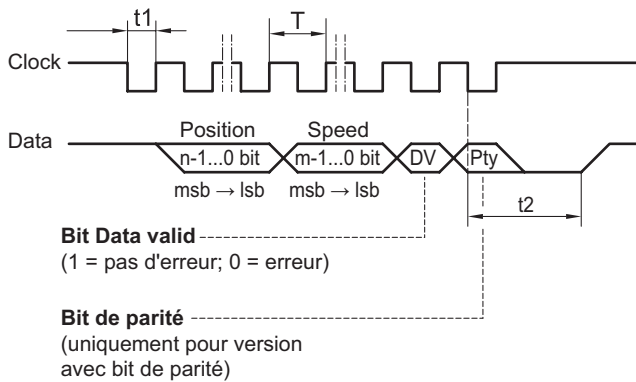 t1
T
Clock
Data
Position
Speed
n-1...0 bit
m-1...0 bit
DV
Pty
msb → lsb
msb → lsb
t2
Bit Data valid
(1 = pas d'erreur; 0 = erreur)
Bit de parité
(uniquement pour version
avec bit de parité)